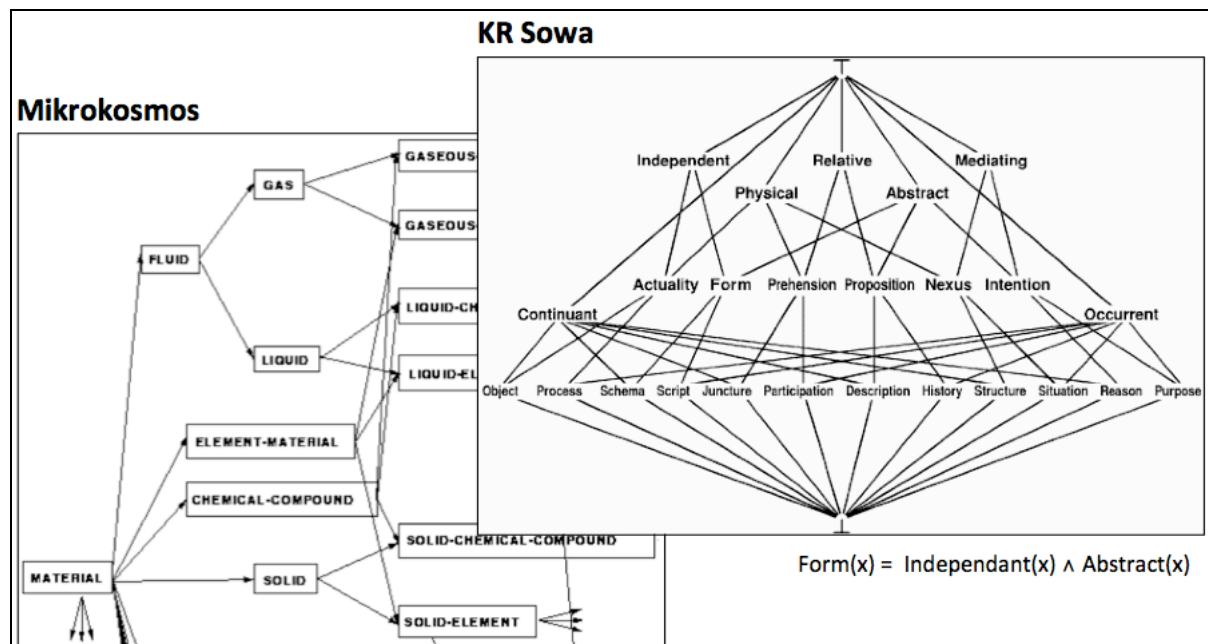 KR Sowa
Mikrokosmos
Independent Relative Mediating
Physical Abstract
Actuality Form Prehension Proposition Nexus Intention
Continuant Occurrent
Object Process Schema Script Juncture Participation Description History Structure Situation Reason Purpose
GASEOUS-
GAS
GASEOUS-
FLUID
LIQUID-CH
LIQUID
LIQUID-EL
ELEMENT-MATERIAL
CHEMICAL-COMPOUND
SOLID-CHEMICAL-COMPOUND
MATERIAL
SOLID
SOLID-ELEMENT
Form(x) = Independant(x) ∧ Abstract(x)